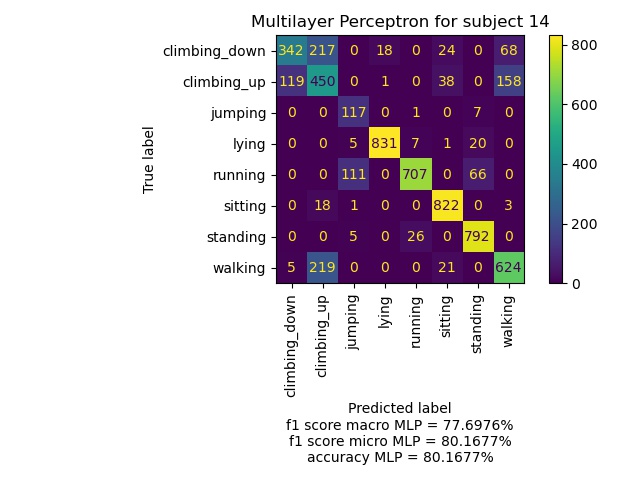 Multilayer Perceptron for subject 14
True label
climbing_down 342 217 0 18 0 24 0 68
climbing_up 119 450 0 1 0 38 0 158
jumping 0 0 117 0 1 0 7 0
lying 0 0 5 831 7 1 20 0
running 0 0 111 0 707 0 66 0
sitting 0 18 1 0 0 822 0 3
standing 0 0 5 0 26 0 792 0
walking 5 219 0 0 0 21 0 624
climbing_down climbing_up jumping lying running sitting standing walking
800
600
400
200
0
Predicted label
f1 score macro MLP = 77.6976%
f1 score micro MLP = 80.1677%
accuracy MLP = 80.1677%